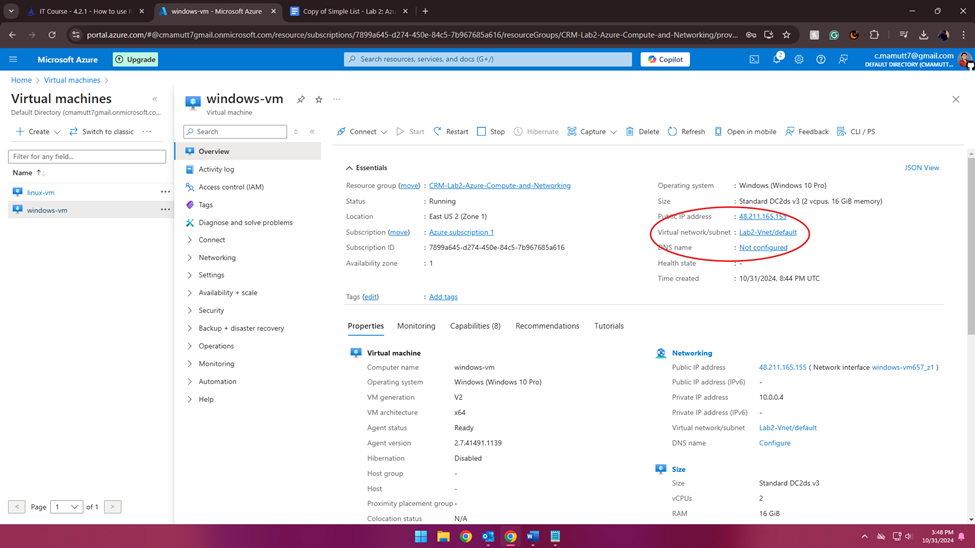 IT Course - 4.2.1 - How to use
windows-vm - Microsoft Azure
Copy of Simple List - Lab 2: Az
portal.azure.com/#@cmamutt7@gmail.onmicrosoft.com/resource/subscriptions/7899a645-d274-450e-84c5-7b967685a616/resourceGroups/CRM-Lab2-Azure-Compute-and-Networking/prov...
Microsoft Azure
Upgrade
Search resources, services, and docs (G+/)
Copilot
2
c.mamutt7@gmail.com
DEFAULT DIRECTORY (CMAMUTT...
Home > Virtual machines >
Virtual machines
Default Directory (cmamutt7gmail.onmicrosoft.co...
Create
Switch to classic
Filter for any field...
Name
linux-vm
windows-vm
Page 1 of 1
windows-vm
Virtual machine
Search
Overview
Activity log
Access control (IAM)
Tags
Diagnose and solve problems
Connect
Networking
Settings
Availability + scale
Security
Backup + disaster recovery
Operations
Monitoring
Automation
Help
Connect Start Restart Stop Hibernate Capture Delete Refresh Open in mobile Feedback CLI / PS
Essentials
JSON View
Resource group (move) : CRM-Lab2-Azure-Compute-and-Networking
Status : Running
Location : East US 2 (Zone 1)
Subscription (move) : Azure subscription 1
Subscription ID : 7899a645-d274-450e-84c5-7b967685a616
Availability zone : 1
Operating system : Windows (Windows 10 Pro)
Size : Standard DC2ds v3 (2 vcpus, 16 GiB memory)
Public IP address : 48.211.165.155
Virtual network/subnet : Lab2-Vnet/default
DNS name : Not configured
Health state : -
Time created : 10/31/2024, 8:44 PM UTC
Tags (edit) : Add tags
Properties Monitoring Capabilities (8) Recommendations Tutorials
Virtual machine
Computer name windows-vm
Operating system Windows (Windows 10 Pro)
VM generation V2
VM architecture x64
Agent status Ready
Agent version 2.7.41491.1139
Hibernation Disabled
Host group -
Host -
Proximity placement group -
Colocation status N/A
Networking
Public IP address 48.211.165.155 ( Network interface windows-vm657_z1 )
Public IP address (IPv6) -
Private IP address 10.0.0.4
Private IP address (IPv6) -
Virtual network/subnet Lab2-Vnet/default
DNS name Configure
Size
Size Standard DC2ds v3
vCPUs 2
RAM 16 GiB
3:48 PM
10/31/2024